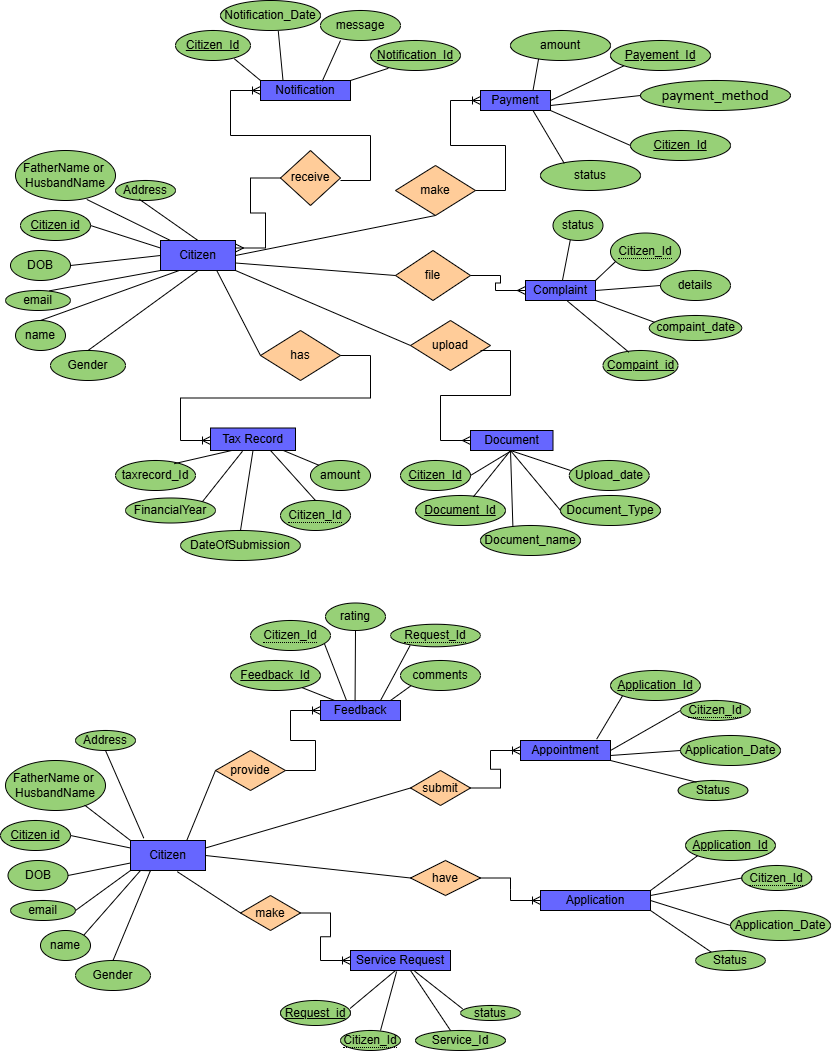 Notification_Date
message
Citizen_Id
Notification_Id
Notification
amount
Payement_Id
payment_method
Payment
Citizen_Id
status
receive
make
FatherName or
HusbandName
Address
Citizen id
Citizen
DOB
email
name
Gender
status
Citizen_Id
details
file
Complaint
compaint_date
Compaint_id
has
upload
Tax Record
taxrecord_Id
amount
FinancialYear
Citizen_Id
DateOfSubmission
Document
Citizen_Id
Upload_date
Document_Id
Document_Type
Document_name
rating
Citizen_Id
Request_Id
Feedback_Id
comments
Feedback
Application_Id
Citizen_Id
Appointment
Application_Date
Status
Address
provide
submit
FatherName or
HusbandName
Citizen id
Citizen
DOB
email
name
Gender
have
Application_Id
Citizen_Id
Application
Application_Date
Status
make
Service Request
Request_id
status
Citizen_Id
Service_Id